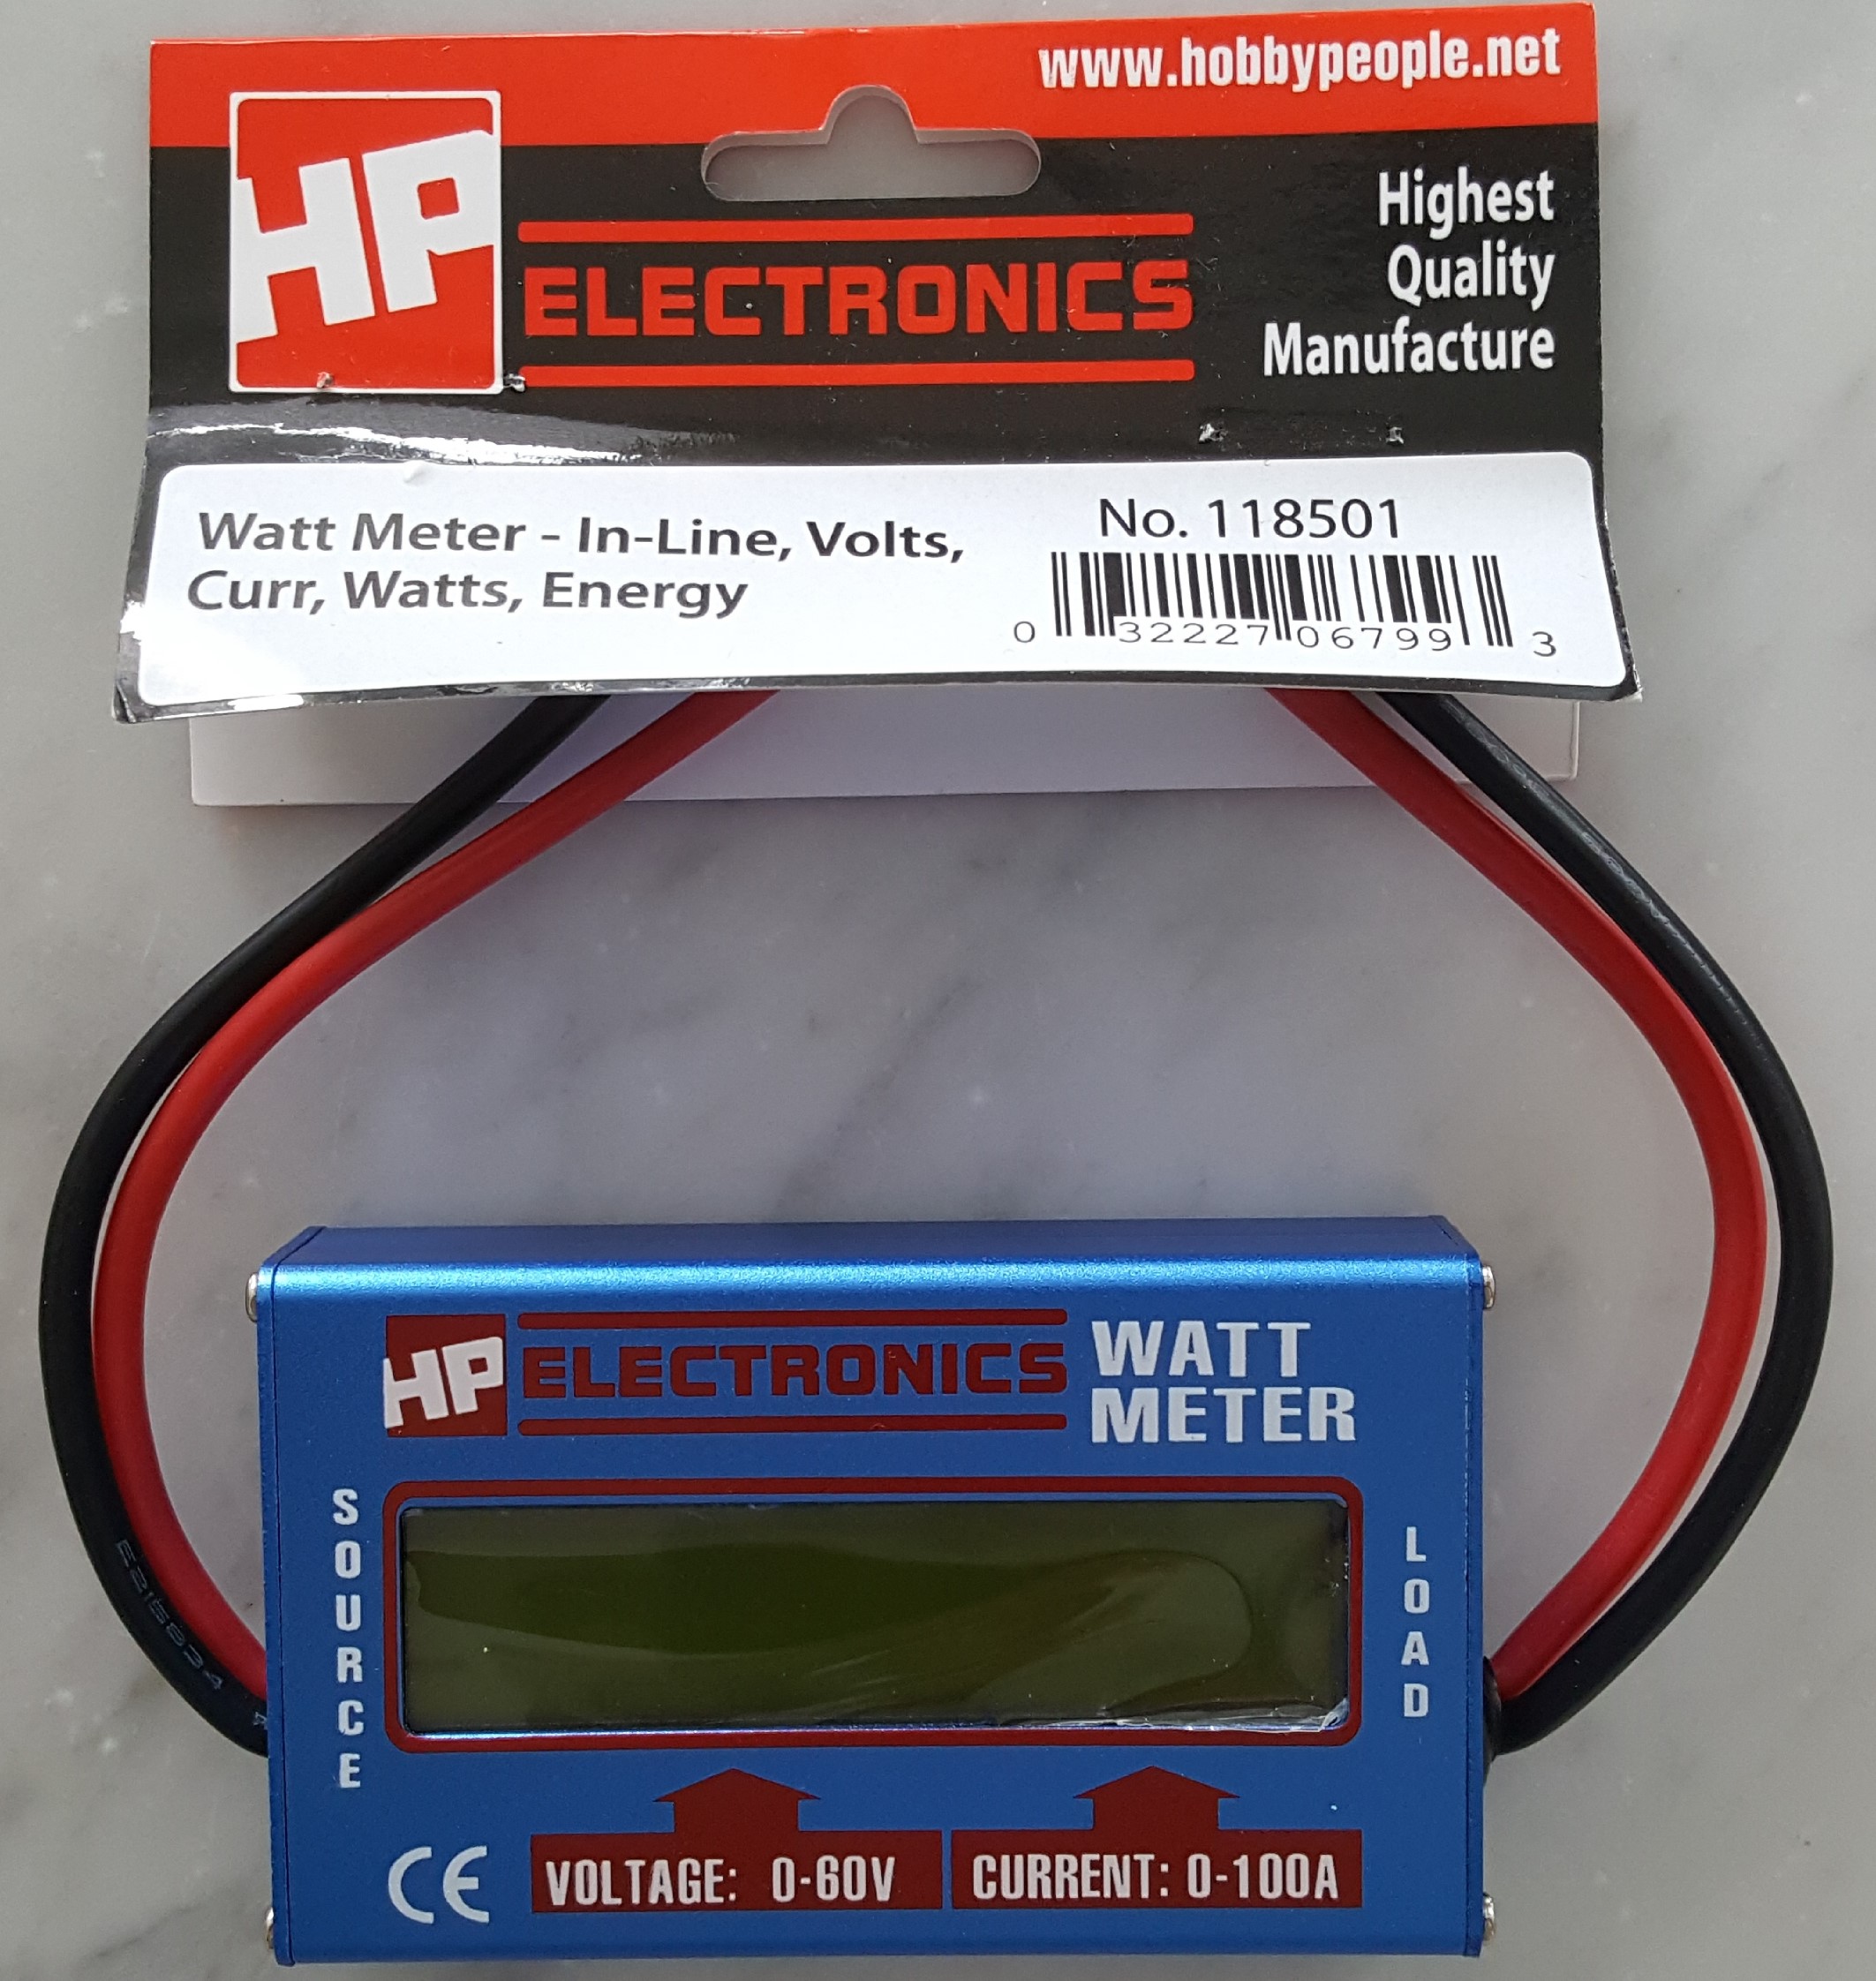 www.hobbypeople.net
HP
ELECTRONICS
Highest
Quality
Manufacture
Watt Meter - In-Line, Volts,
Curr, Watts, Energy
No. 118501
0 32227 06799 3
HP ELECTRONICS
WATT
METER
SOURCE
LOAD
E215834
CE
VOLTAGE: 0-60V
CURRENT: 0-100A